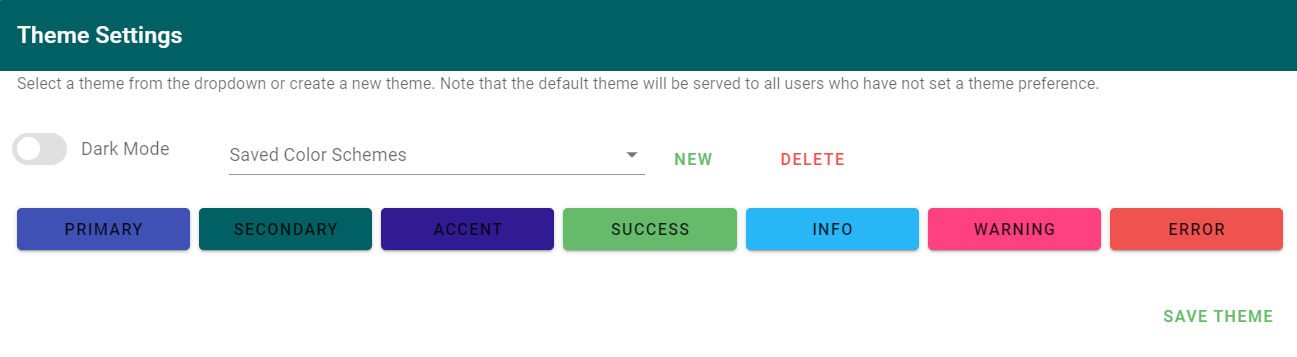 Theme Settings
Select a theme from the dropdown or create a new theme. Note that the default theme will be served to all users who have not set a theme preference.
Dark Mode
Saved Color Schemes
NEW
DELETE
PRIMARY
SECONDARY
ACCENT
SUCCESS
INFO
WARNING
ERROR
SAVE THEME